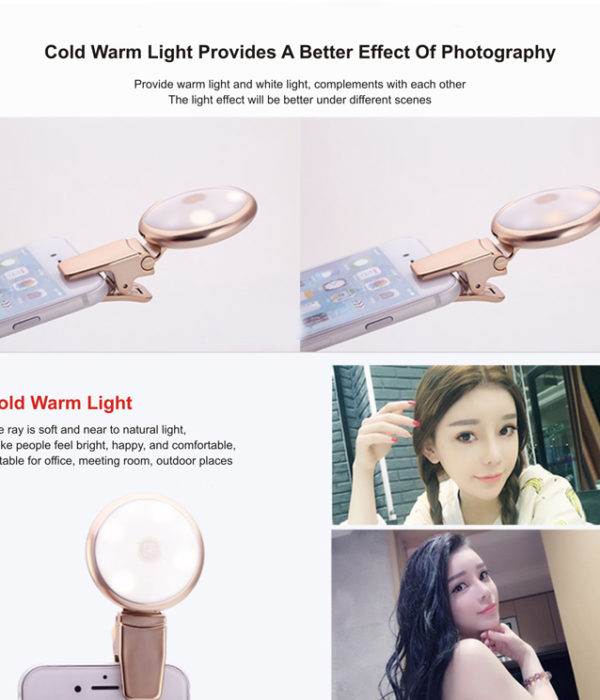 Cold Warm Light Provides A Better Effect Of Photography
Provide warm light and white light, complements with each other
The light effect will be better under different scenes
old Warm Light
e ray is soft and near to natural light,
ke people feel bright, happy, and comfortable,
table for office, meeting room, outdoor places